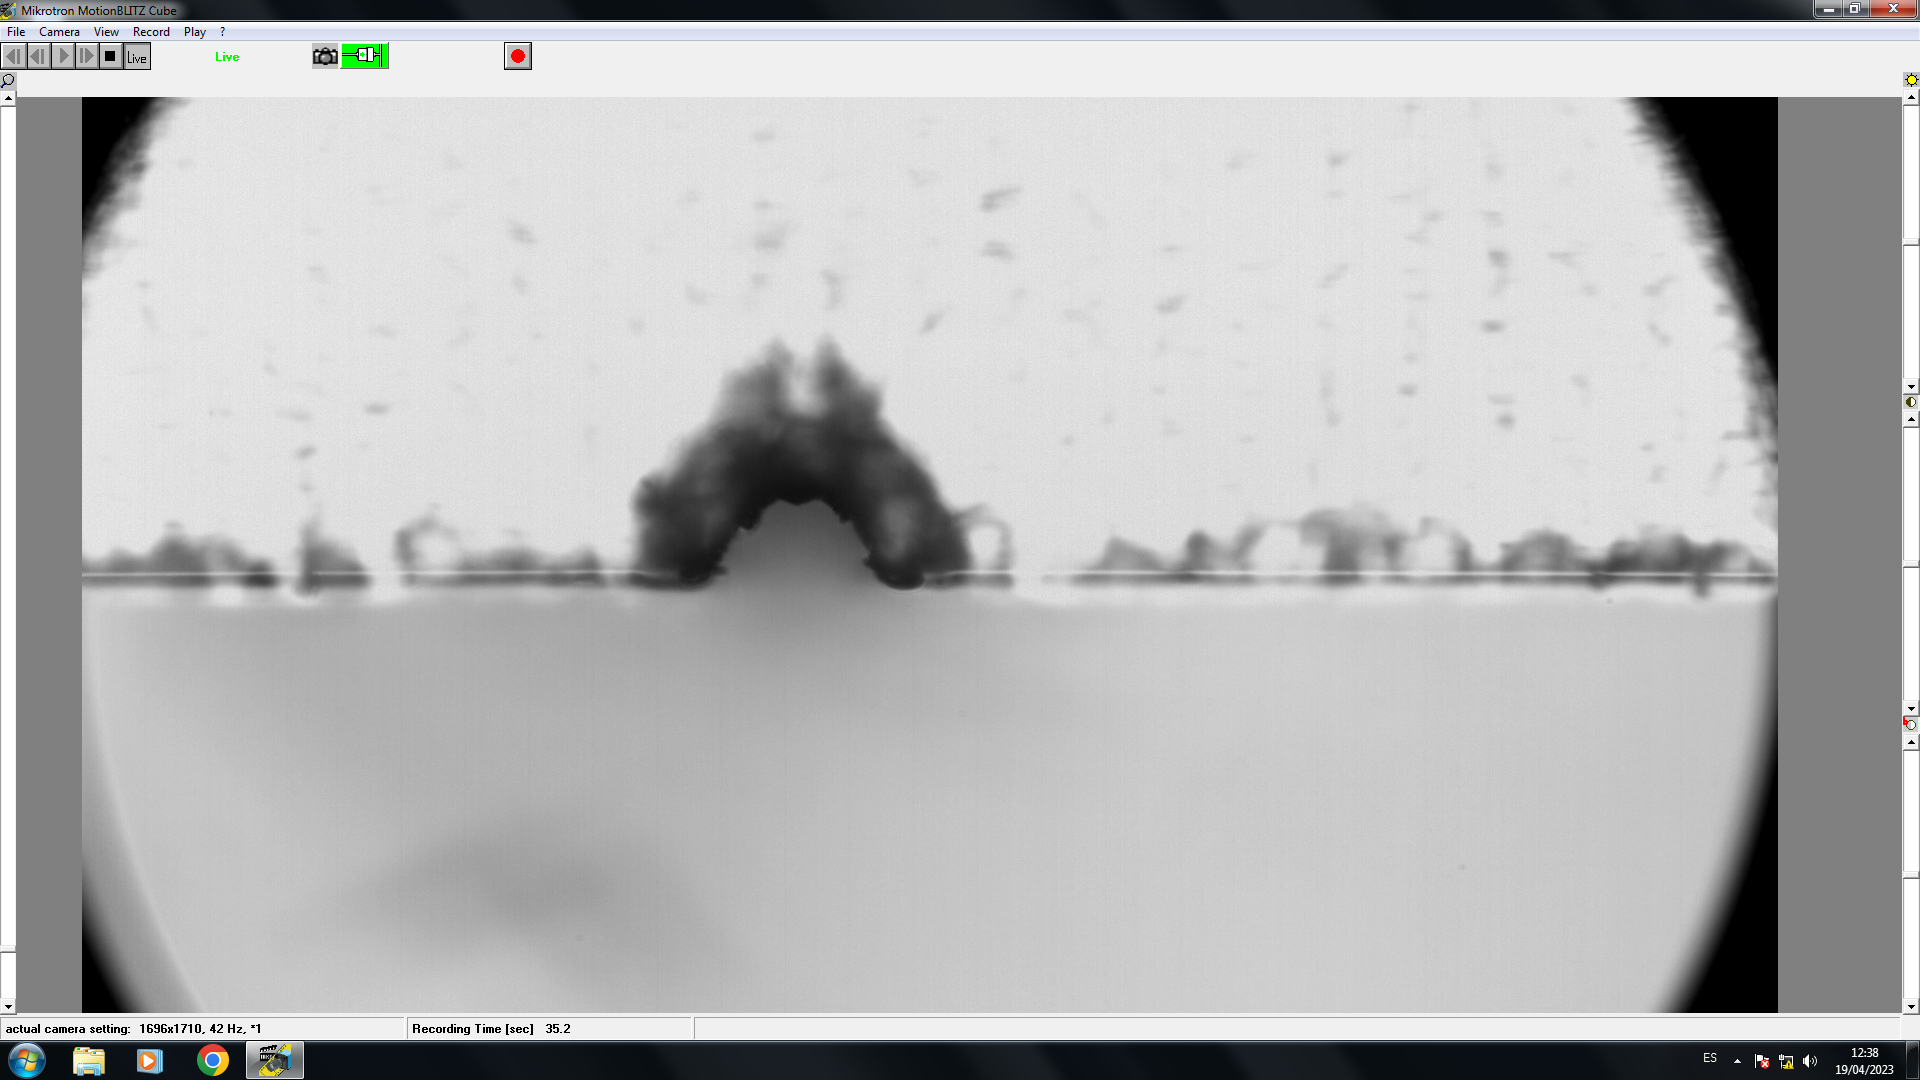 Mikrotron MotionBLITZ Cube
File Camera View Record Play ?
Live Live
actual camera setting: 1696x1710, 42 Hz, *1 Recording Time [sec] 35.2
ES 12:38
19/04/2023